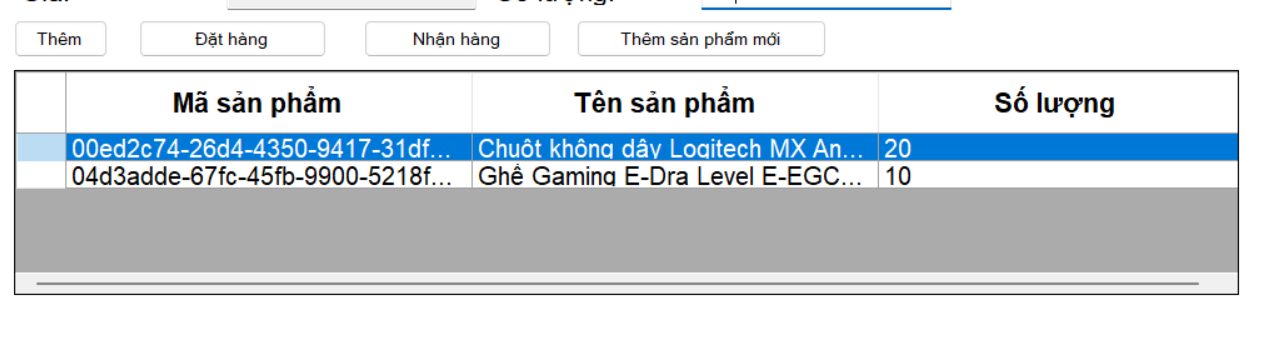 Thêm Đặt hàng Nhận hàng Thêm sản phẩm mới
Mã sản phẩm Tên sản phẩm Số lượng
00ed2c74-26d4-4350-9417-31df... Chuột không dây Logitech MX An... 20
04d3adde-67fc-45fb-9900-5218f... Ghế Gaming E-Dra Level E-EGC... 10